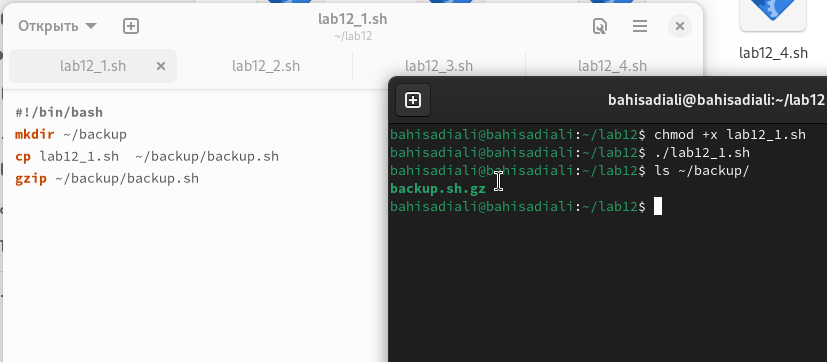 Открыть
lab12_1.sh
~/lab12
lab12_1.sh
lab12_2.sh
lab12_3.sh
lab12_4.sh
#!/bin/bash
mkdir ~/backup
cp lab12_1.sh  ~/backup/backup.sh
gzip ~/backup/backup.sh
lab12_4.sh
bahisadiali@bahisadiali:~/lab12
bahisadiali@bahisadiali:~/lab12$ chmod +x lab12_1.sh
bahisadiali@bahisadiali:~/lab12$ ./lab12_1.sh
bahisadiali@bahisadiali:~/lab12$ ls ~/backup/
backup.sh.gz
bahisadiali@bahisadiali:~/lab12$